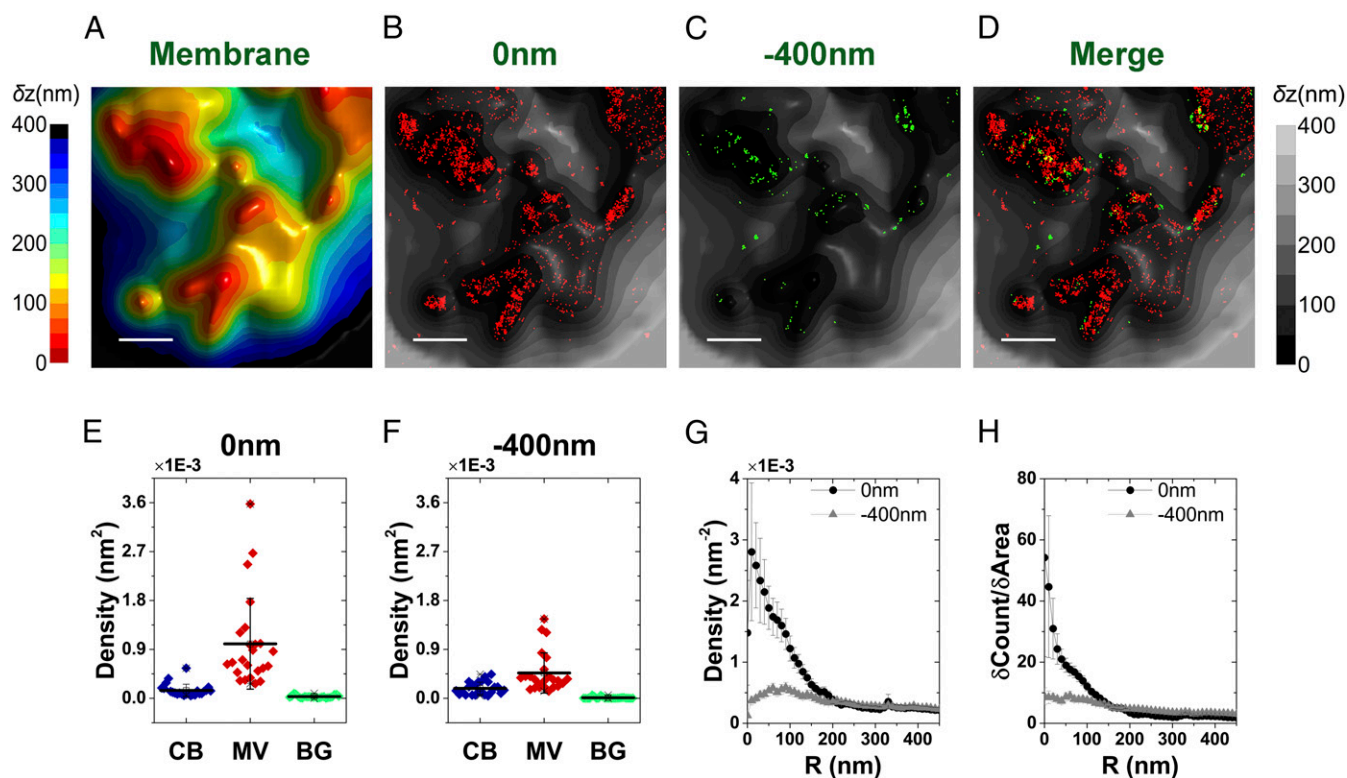 A
Membrane
B
0nm
C
-400nm
D
Merge
δz(nm)
400
300
200
100
0
δz(nm)
400
300
200
100
0
E
0nm
×1E-3
Density (nm²)
3.6
2.7
1.8
0.9
0.0
CB MV BG
F
-400nm
×1E-3
Density (nm²)
3.6
2.7
1.8
0.9
0.0
CB MV BG
G
×1E-3
Density (nm⁻²)
4
3
2
1
0
0nm
-400nm
0 100 200 300 400
R (nm)
H
δCount/δArea
80
60
40
20
0
0nm
-400nm
0 100 200 300 400
R (nm)